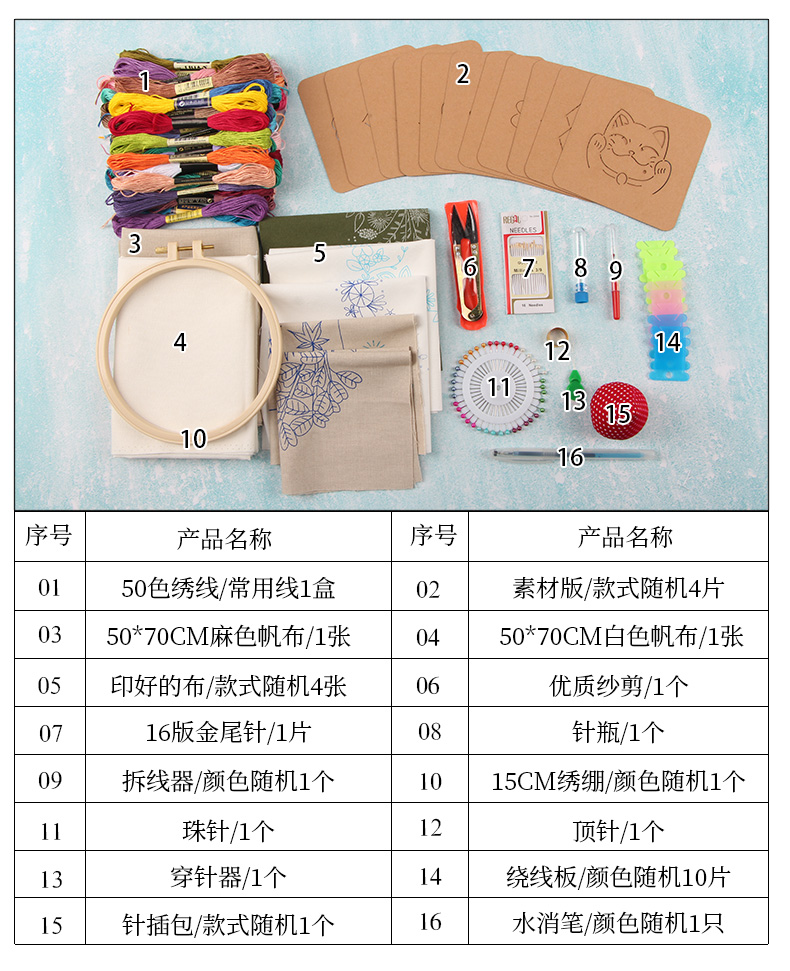 1
2
3
4
5
6
7
8
9
10
11
12
13
14
15
16
REGAL
NEEDLES
16 Needles
序号 产品名称 序号 产品名称
01 50色绣线/常用线1盒 02 素材版/款式随机4片
03 50*70CM麻色帆布/1张 04 50*70CM白色帆布/1张
05 印好的布/款式随机4张 06 优质纱剪/1个
07 16版金尾针/1片 08 针瓶/1个
09 拆线器/颜色随机1个 10 15CM绣绷/颜色随机1个
11 珠针/1个 12 顶针/1个
13 穿针器/1个 14 绕线板/颜色随机10片
15 针插包/款式随机1个 16 水消笔/颜色随机1只